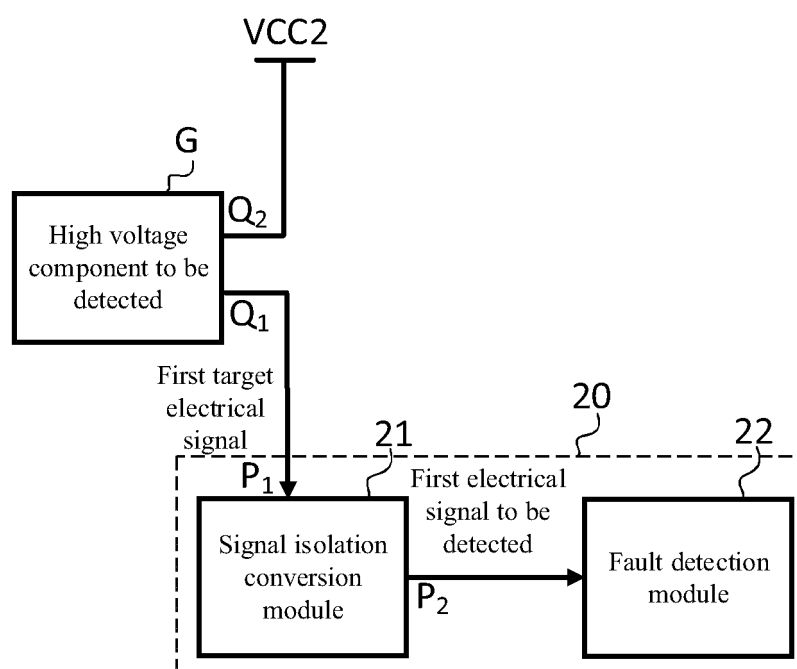 VCC2
G
Q2
High voltage
component to be
detected
Q1
First target
electrical
signal
20
21
22
P1
First electrical
signal to be
detected
Signal isolation
conversion
module
Fault detection
module
P2